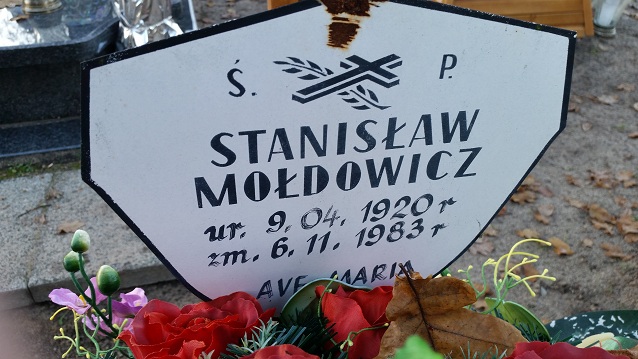 Ś. P.
STANISŁAW
MOŁDOWICZ
ur. 9. 04. 1920 r
zm. 6. 11. 1983 r
AVE MARIA